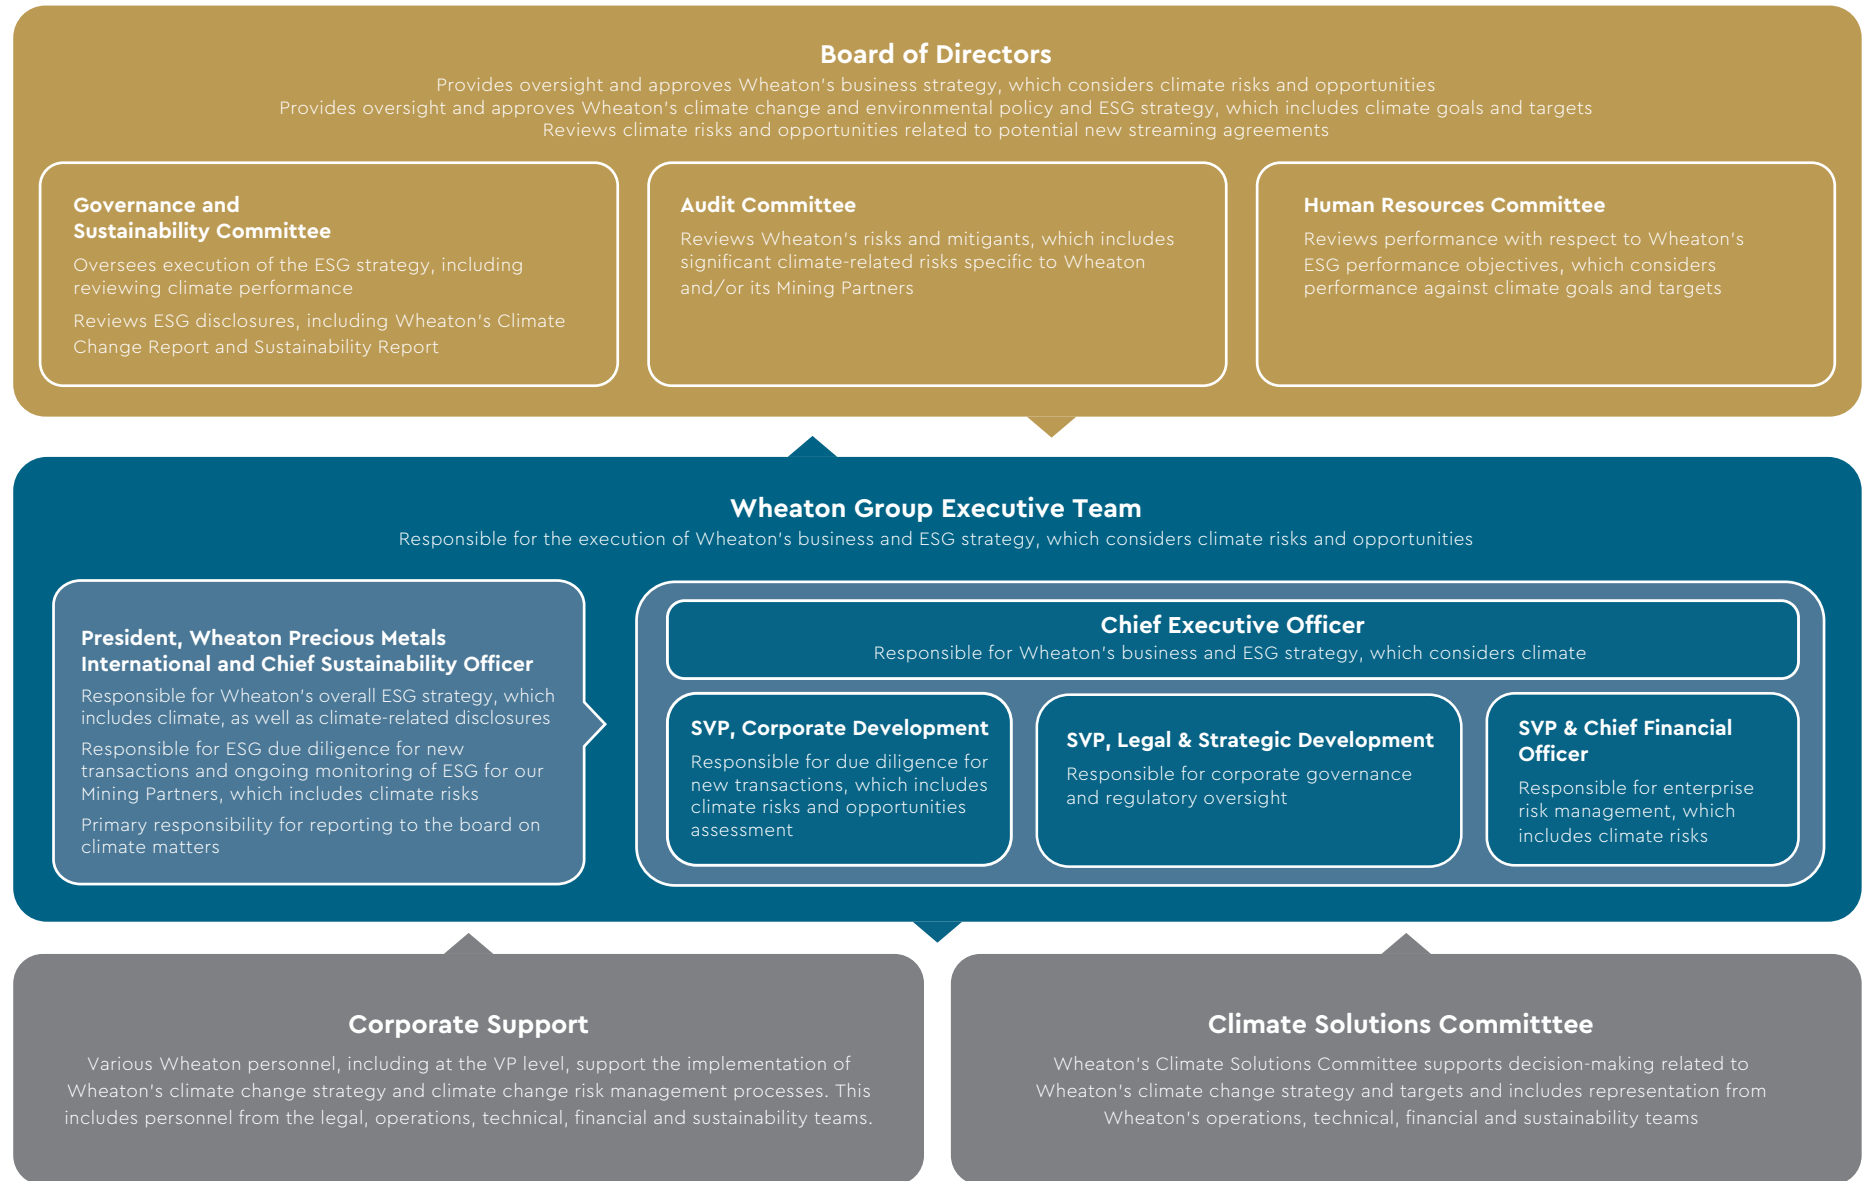 Board of Directors
Provides oversight and approves Wheaton's business strategy, which considers climate risks and opportunities
Provides oversight and approves Wheaton's climate change and environmental policy and ESG strategy, which includes climate goals and targets
Reviews climate risks and opportunities related to potential new streaming agreements
Governance and
Sustainability Committee
Oversees execution of the ESG strategy, including
reviewing climate performance
Reviews ESG disclosures, including Wheaton's Climate
Change Report and Sustainability Report
Audit Committee
Reviews Wheaton's risks and mitigants, which includes
significant climate-related risks specific to Wheaton
and/or its Mining Partners
Human Resources Committee
Reviews performance with respect to Wheaton's
ESG performance objectives, which considers
performance against climate goals and targets
Wheaton Group Executive Team
Responsible for the execution of Wheaton's business and ESG strategy, which considers climate risks and opportunities
President, Wheaton Precious Metals
International and Chief Sustainability Officer
Responsible for Wheaton's overall ESG strategy, which
includes climate, as well as climate-related disclosures
Responsible for ESG due diligence for new
transactions and ongoing monitoring of ESG for our
Mining Partners, which includes climate risks
Primary responsibility for reporting to the board on
climate matters
Chief Executive Officer
Responsible for Wheaton's business and ESG strategy, which considers climate
SVP, Corporate Development
Responsible for due diligence for
new transactions, which includes
climate risks and opportunities
assessment
SVP, Legal & Strategic Development
Responsible for corporate governance
and regulatory oversight
SVP & Chief Financial
Officer
Responsible for enterprise
risk management, which
includes climate risks
Corporate Support
Various Wheaton personnel, including at the VP level, support the implementation of
Wheaton's climate change strategy and climate change risk management processes. This
includes personnel from the legal, operations, technical, financial and sustainability teams.
Climate Solutions Committtee
Wheaton's Climate Solutions Committee supports decision-making related to
Wheaton's climate change strategy and targets and includes representation from
Wheaton's operations, technical, financial and sustainability teams